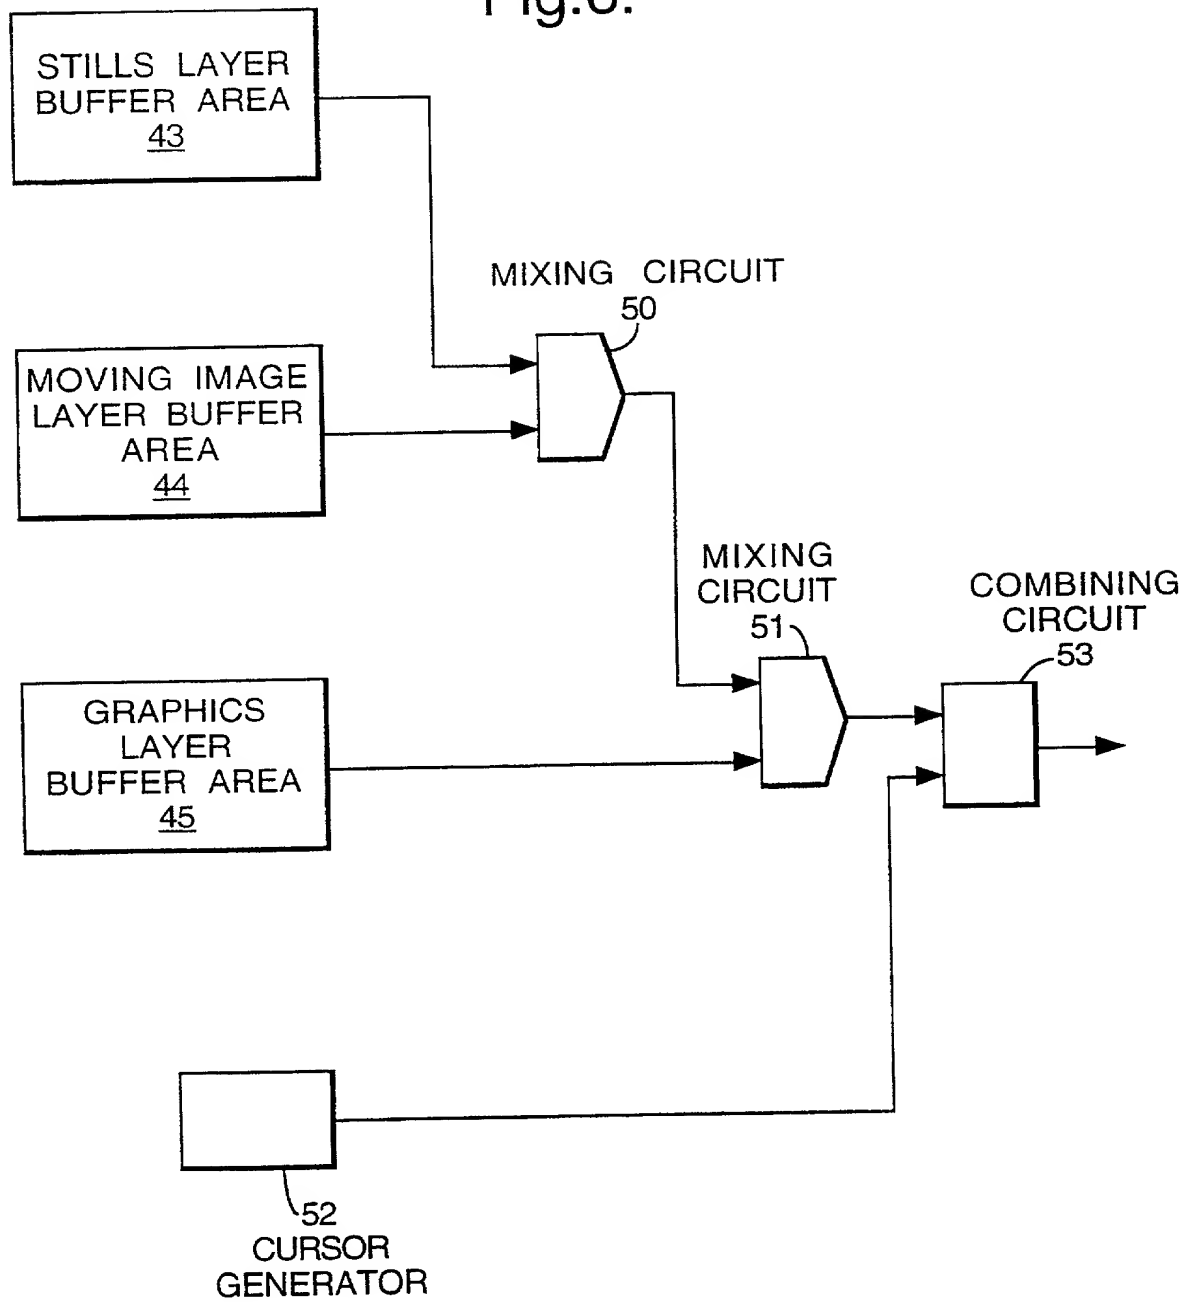 STILLS LAYER
BUFFER AREA
43
MIXING CIRCUIT
50
MOVING IMAGE
LAYER BUFFER
AREA
44
MIXING
CIRCUIT
51
COMBINING
CIRCUIT
53
GRAPHICS
LAYER
BUFFER AREA
45
52
CURSOR
GENERATOR